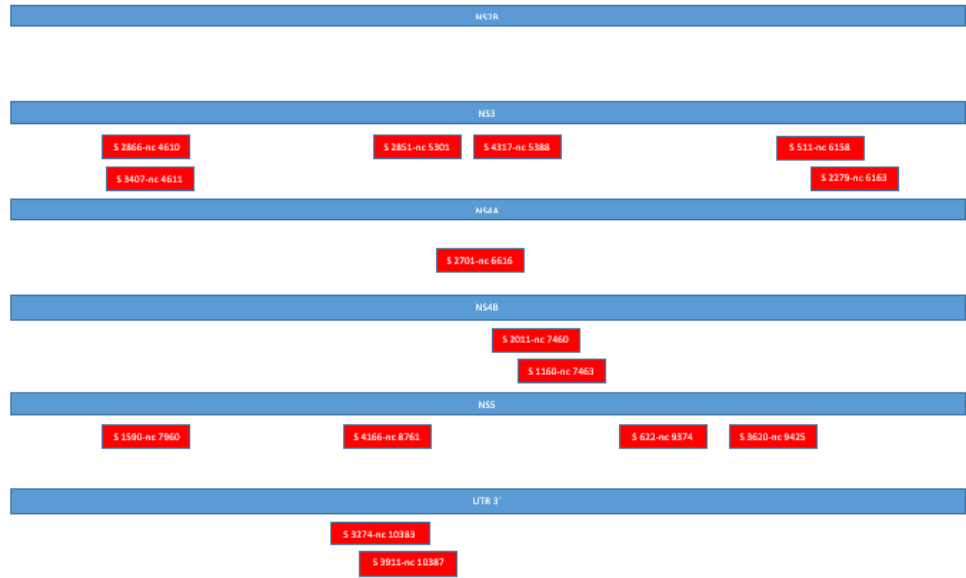 NS2B
NS3
S 2866-nc 4610
S 2851-nc 5301
S 4317-nc 5388
S 511-nc 6158
S 3407-nc 4611
S 2279-nc 6163
NS4A
S 2701-nc 6616
NS4B
S 2011-nc 7460
S 1160-nc 7463
NS5
S 1590-nc 7960
S 4166-nc 8761
S 622-nc 9374
S 3620-nc 9425
UTR 3'
S 3274-nc 10383
S 3911-nc 10387